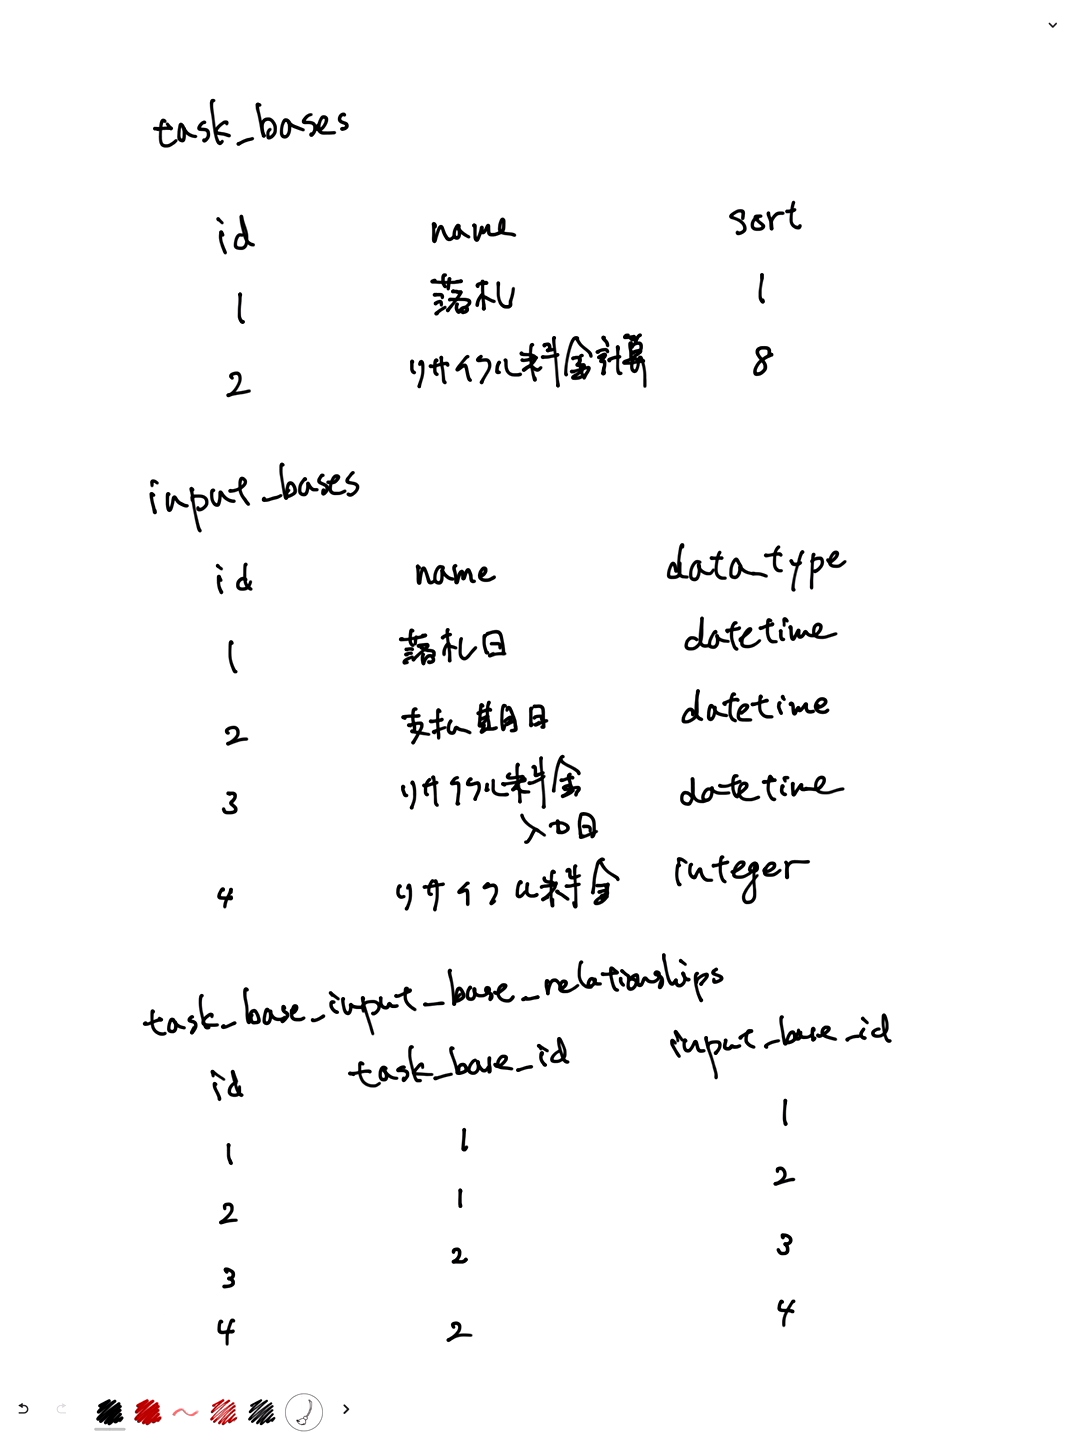 task_bases
id name sort
1 落札 1
2 リサイクル料金計算 8
input_bases
id name data_type
1 落札日 datetime
2 支払期日 datetime
3 リサイクル料金 datetime
入口日
4 リサイクル料金 integer
task_base_input_base_relationships
id task_base_id input_base_id
1 1 1
2 1 2
3 2 3
4 2 4